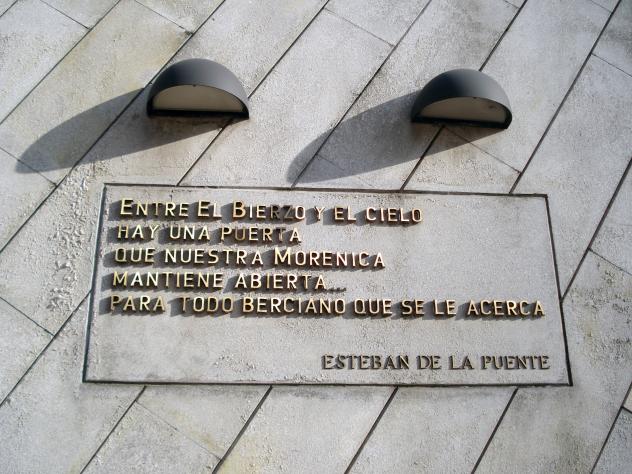 ENTRE EL BIERZO Y EL CIELO
HAY UNA PUERTA
QUE NUESTRA MORENICA
MANTIENE ABIERTA
PARA TODO BERCIANO QUE SE LE ACERCA
ESTEBAN DE LA PUENTE